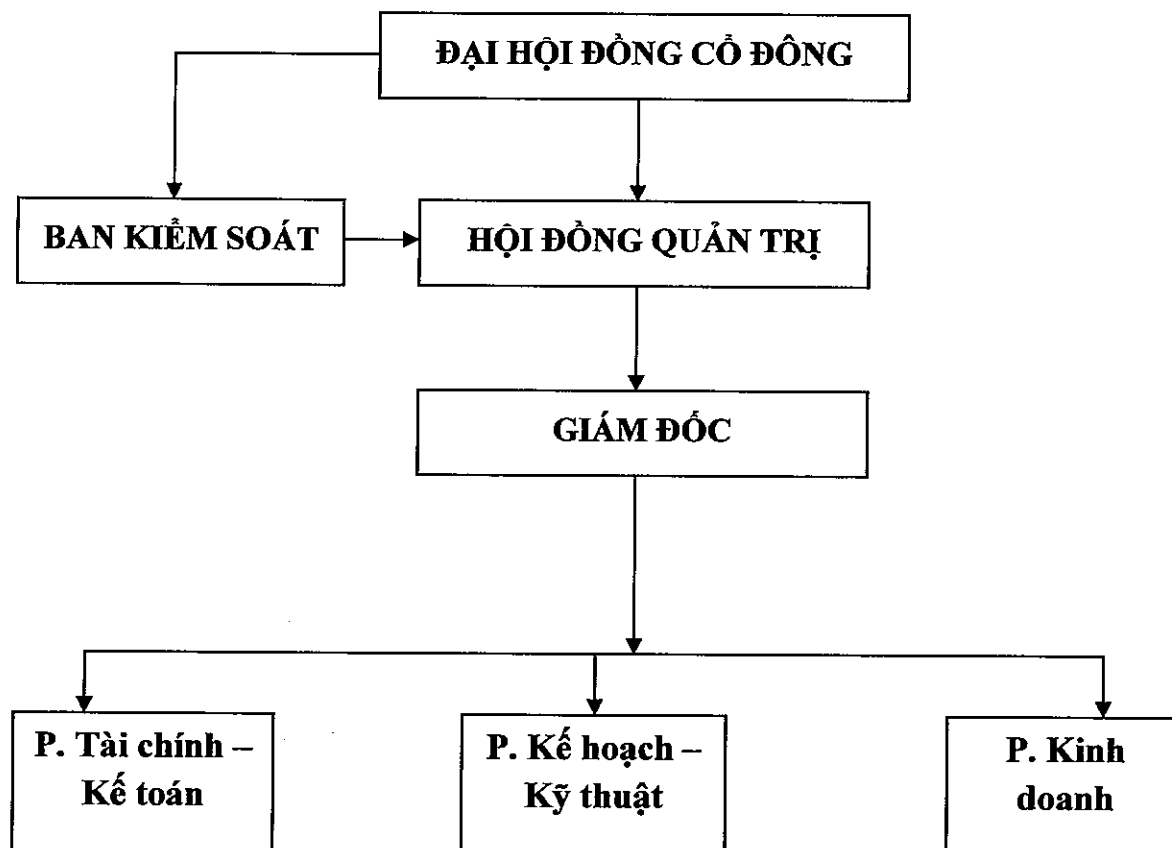 ĐẠI HỘI ĐỒNG CỔ ĐÔNG
BAN KIỂM SOÁT
HỘI ĐỒNG QUẢN TRỊ
GIÁM ĐỐC
P. Tài chính –
Kế toán
P. Kế hoạch –
Kỹ thuật
P. Kinh
doanh